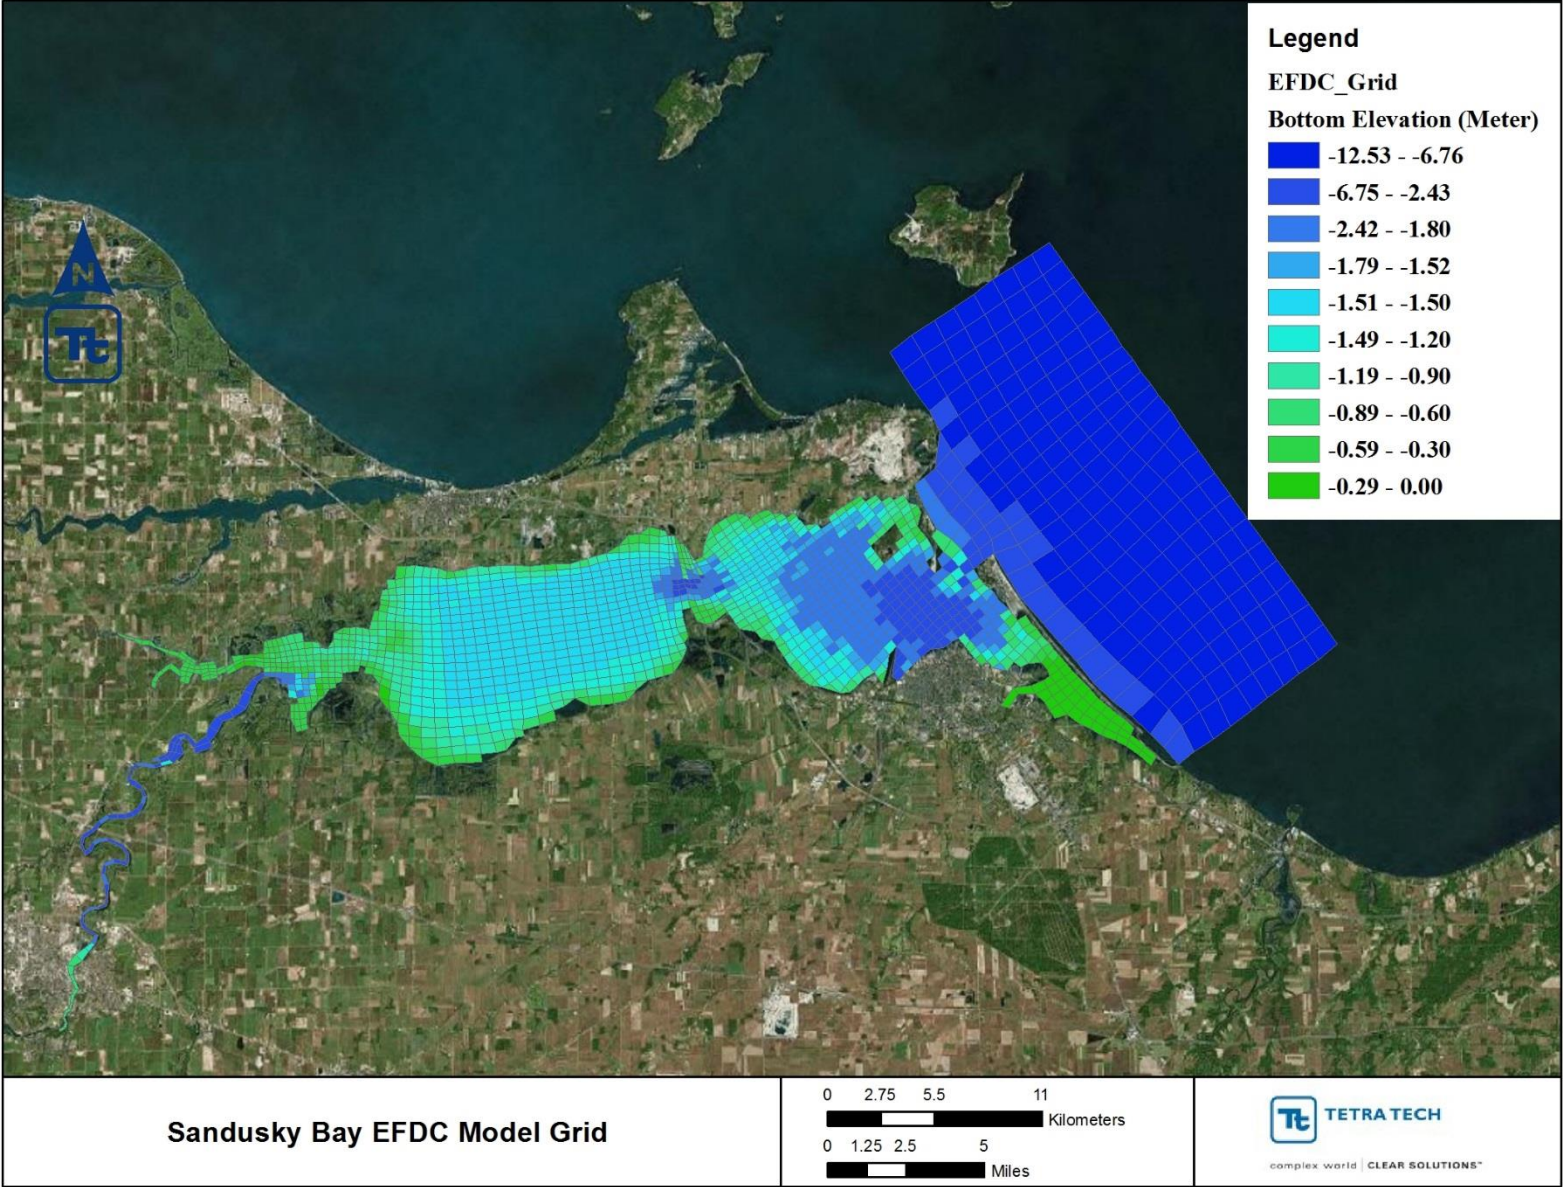 Legend
EFDC_Grid
Bottom Elevation (Meter)
-12.53 - -6.76
-6.75 - -2.43
-2.42 - -1.80
-1.79 - -1.52
-1.51 - -1.50
-1.49 - -1.20
-1.19 - -0.90
-0.89 - -0.60
-0.59 - -0.30
-0.29 - 0.00
N
Tt
Sandusky Bay EFDC Model Grid
0 2.75 5.5 11
Kilometers
0 1.25 2.5 5
Miles
Tt TETRA TECH
complex world | CLEAR SOLUTIONS™